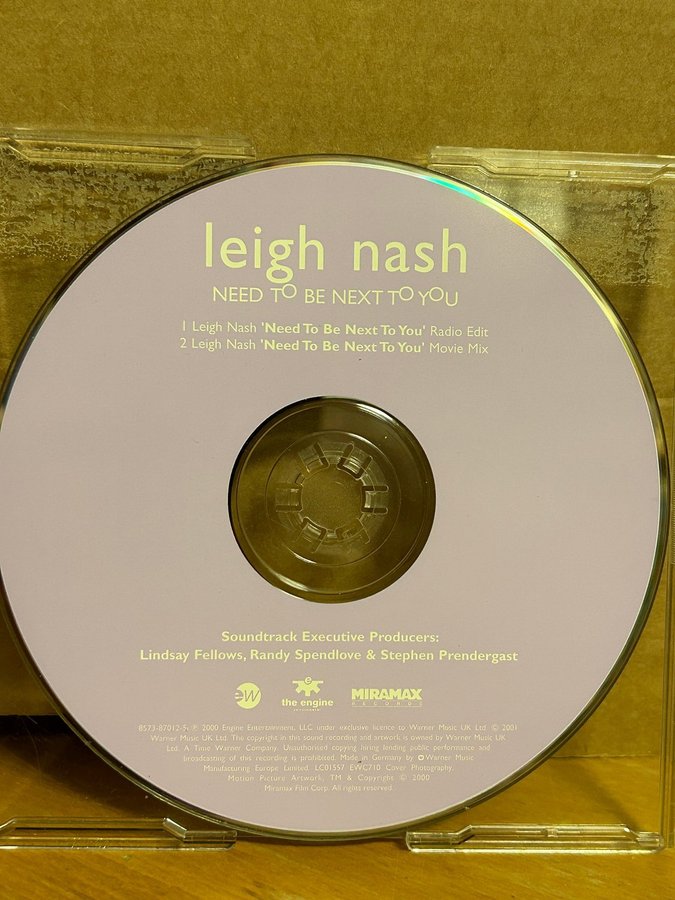 leigh nash
NEED TO BE NEXT TO YOU
1 Leigh Nash 'Need To Be Next To You' Radio Edit
2 Leigh Nash 'Need To Be Next To You' Movie Mix
Soundtrack Executive Producers:
Lindsay Fellows, Randy Spendlove & Stephen Prendergast
ew
the engine
MIRAMAX
RECORDS
8573-87012-5. ℗ 2000 Engine Entertainment, LLC under exclusive licence to Warner Music UK Ltd. © 2001
Warner Music UK Ltd. The copyright in this sound recording and artwork is owned by Warner Music UK
Ltd. A Time Warner Company. Unauthorised copying hiring lending public performance and
broadcasting of this recording is prohibited. Made in Germany by Warner Music
Manufacturing Europe Limited. LC01557 EWC710 Cover Photography,
Motion Picture Artwork, TM & Copyright © 2000
Miramax Film Corp. All rights reserved.